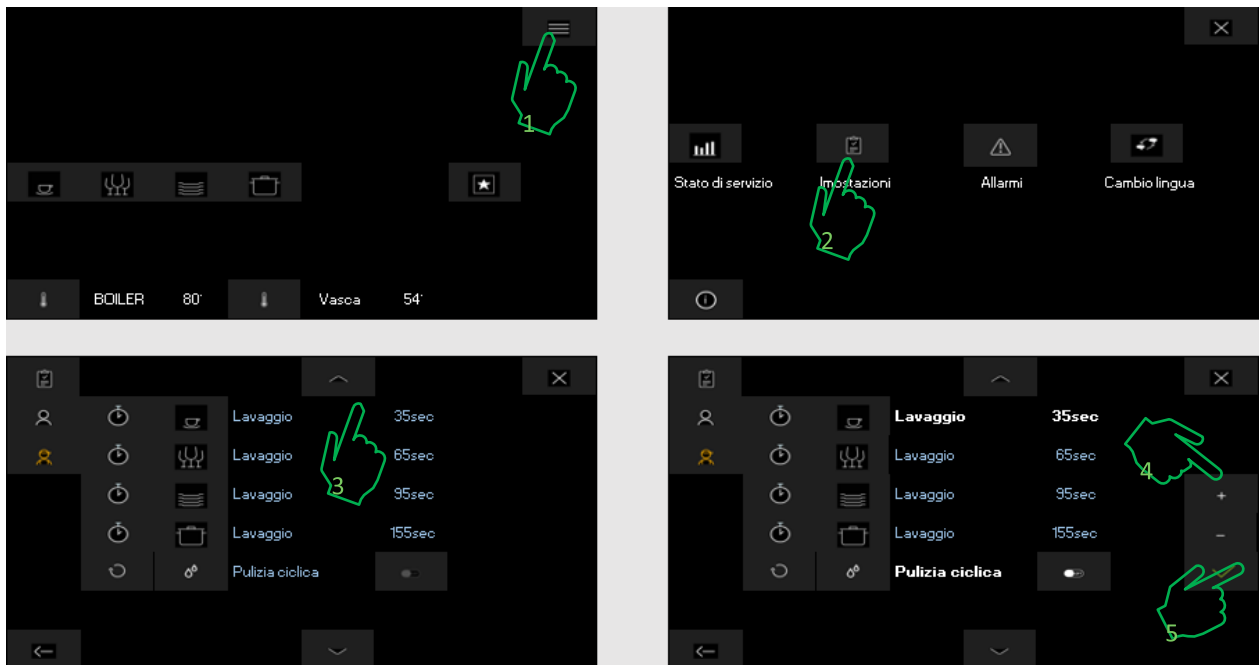 1
Stato di servizio
Impostazioni
Allarmi
Cambio lingua
2
BOILER 80° Vasca 54°
Lavaggio 35sec
Lavaggio 65sec
Lavaggio 95sec
Lavaggio 155sec
Pulizia ciclica
3
Lavaggio 35sec
Lavaggio 65sec
Lavaggio 95sec
Lavaggio 155sec
Pulizia ciclica
4
+
-
5